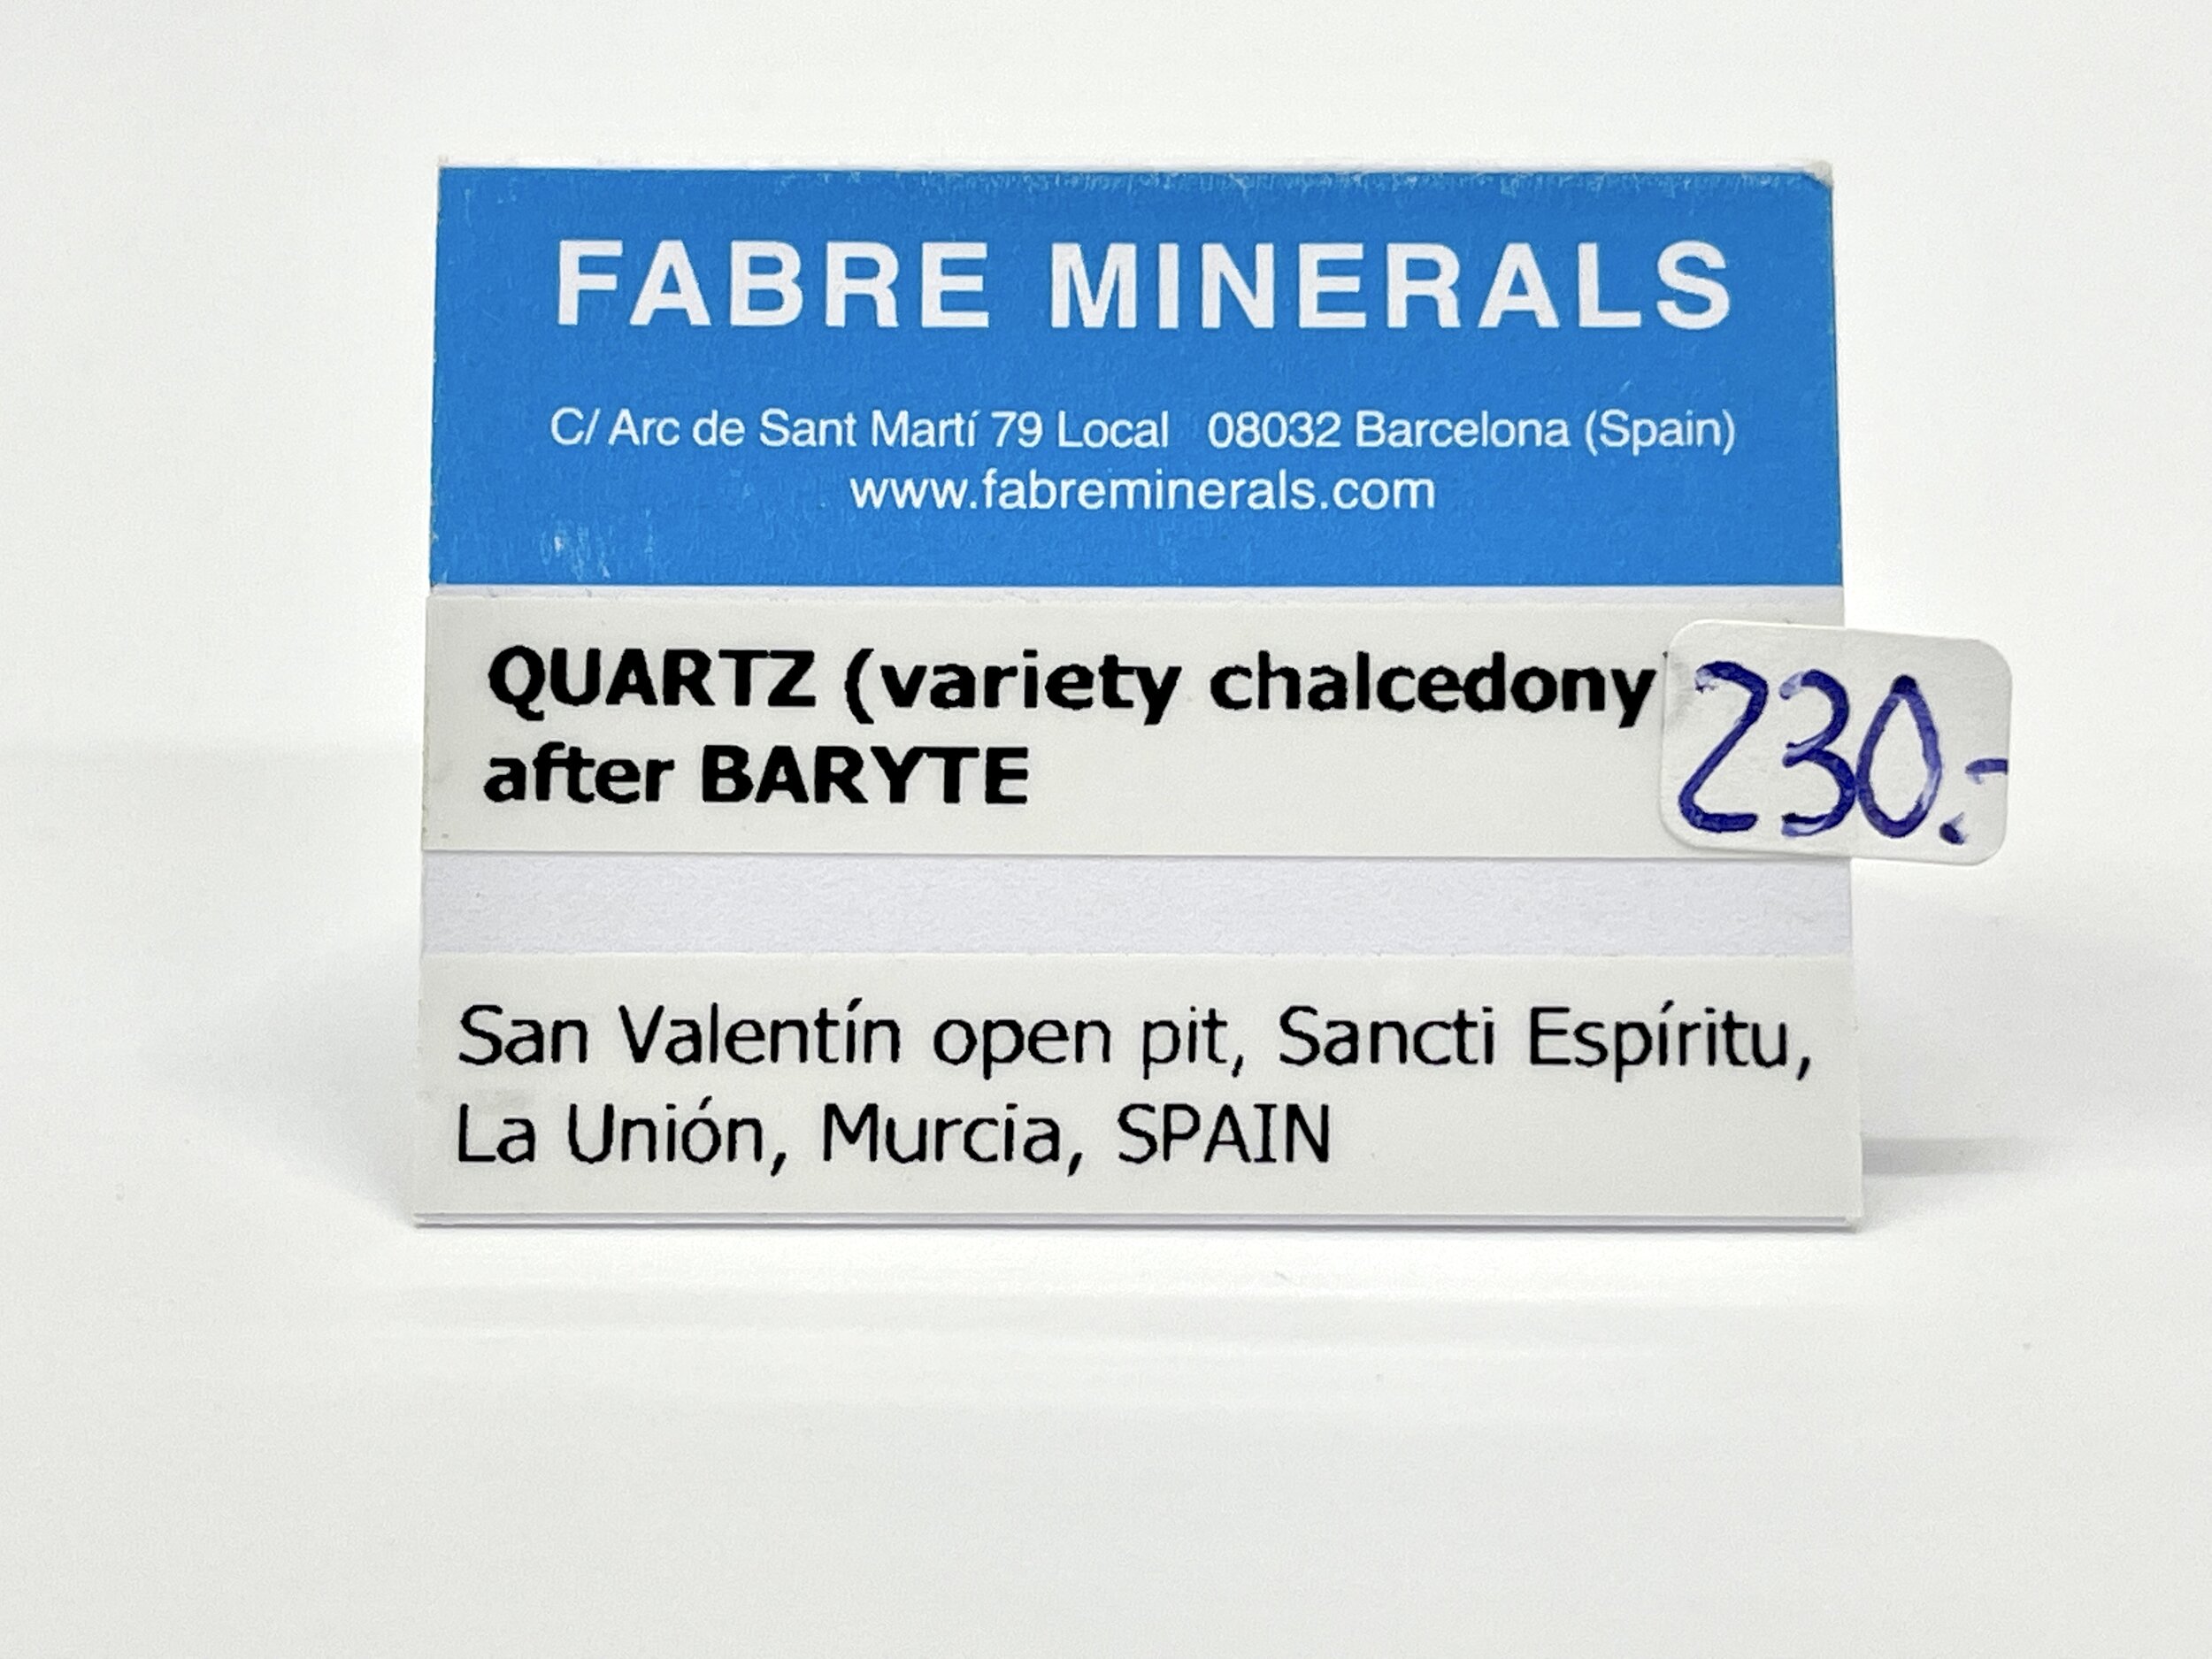 FABRE MINERALS
C/ Arc de Sant Martí 79 Local 08032 Barcelona (Spain)
www.fabreminerals.com
QUARTZ (variety chalcedony
230.-
after BARYTE
San Valentín open pit, Sancti Espíritu,
La Unión, Murcia, SPAIN